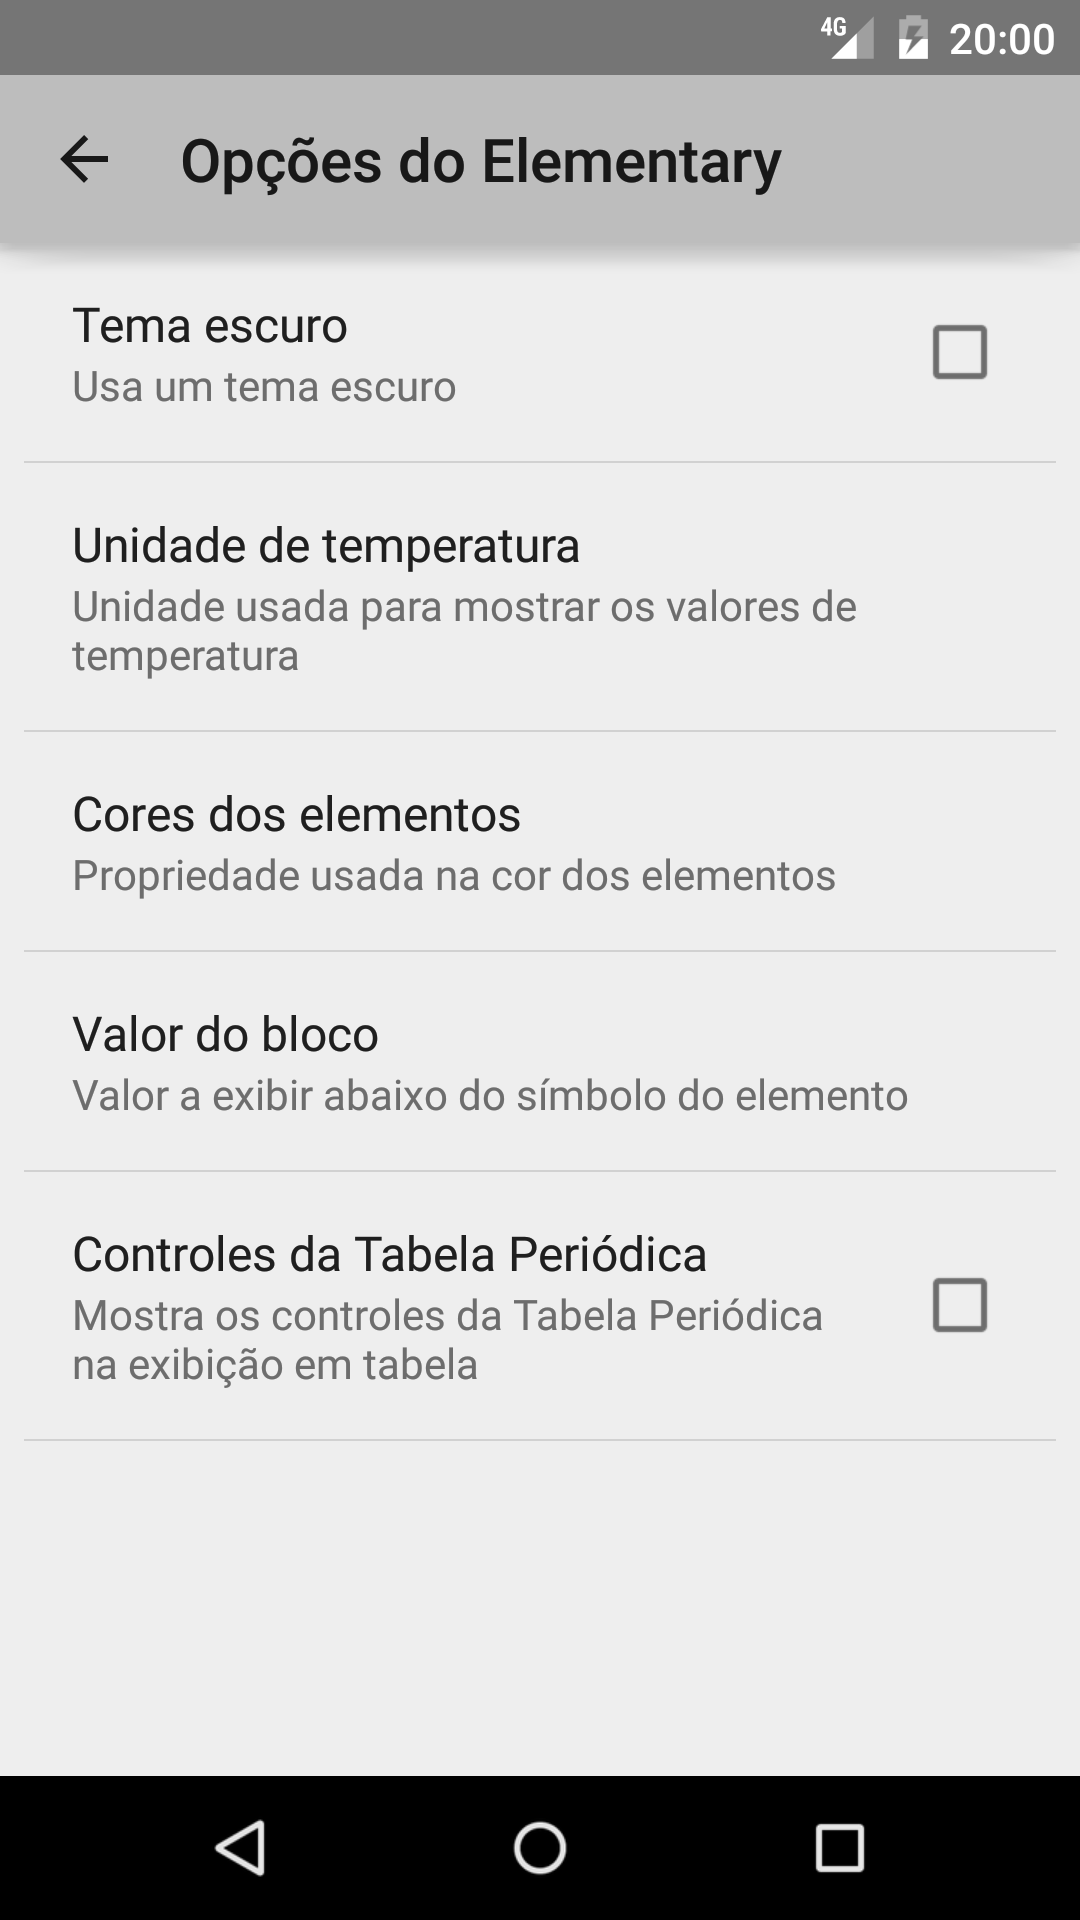 4G 20:00
Opções do Elementary
Tema escuro
Usa um tema escuro
Unidade de temperatura
Unidade usada para mostrar os valores de
temperatura
Cores dos elementos
Propriedade usada na cor dos elementos
Valor do bloco
Valor a exibir abaixo do símbolo do elemento
Controles da Tabela Periódica
Mostra os controles da Tabela Periódica
na exibição em tabela